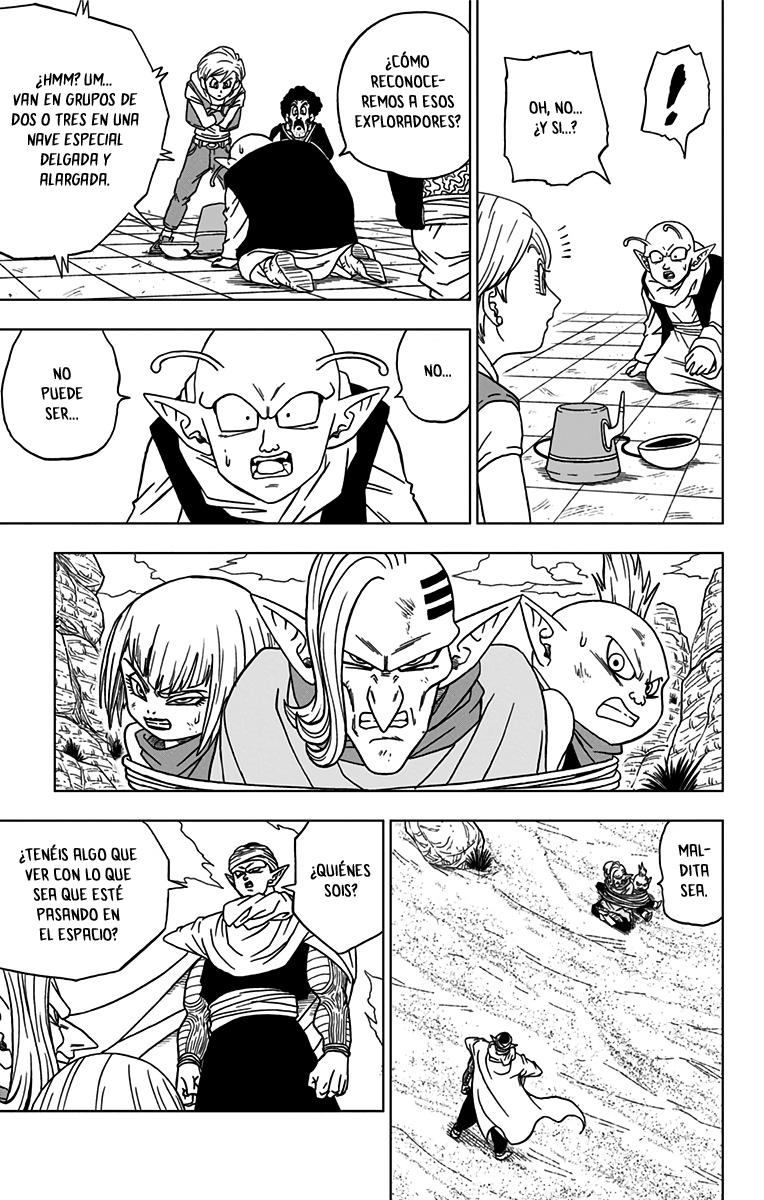 !
OH, NO...
¿Y SI...?
¿CÓMO
RECONOCE-
REMOS A ESOS
EXPLORADORES?
¿HMM? UM...
VAN EN GRUPOS DE
DOS O TRES EN UNA
NAVE ESPECIAL
DELGADA Y
ALARGADA.
NO...
NO
PUEDE
SER...
MAL-
DITA
SEA.
¿QUIÉNES
SOIS?
¿TENÉIS ALGO QUE
VER CON LO QUE
SEA QUE ESTÉ
PASANDO EN
EL ESPACIO?